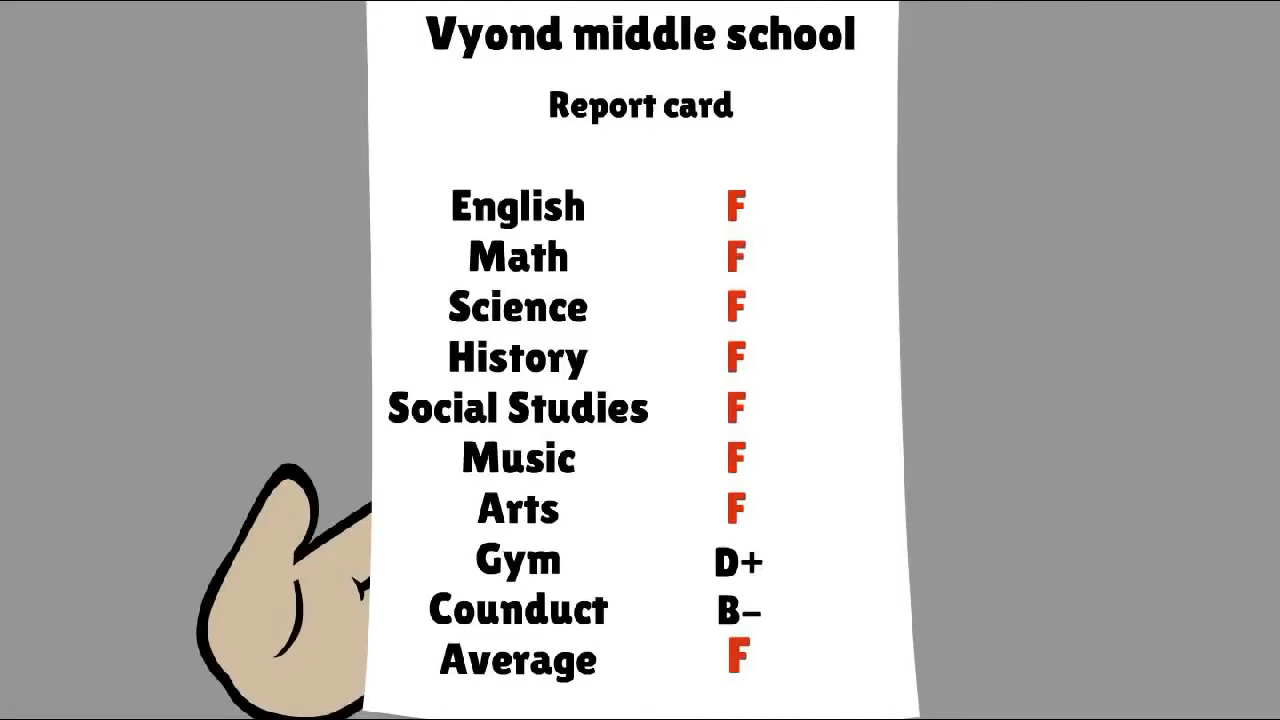 Vyond middle school
Report card
English F
Math F
Science F
History F
Social Studies F
Music F
Arts F
Gym D+
Counduct B-
Average F